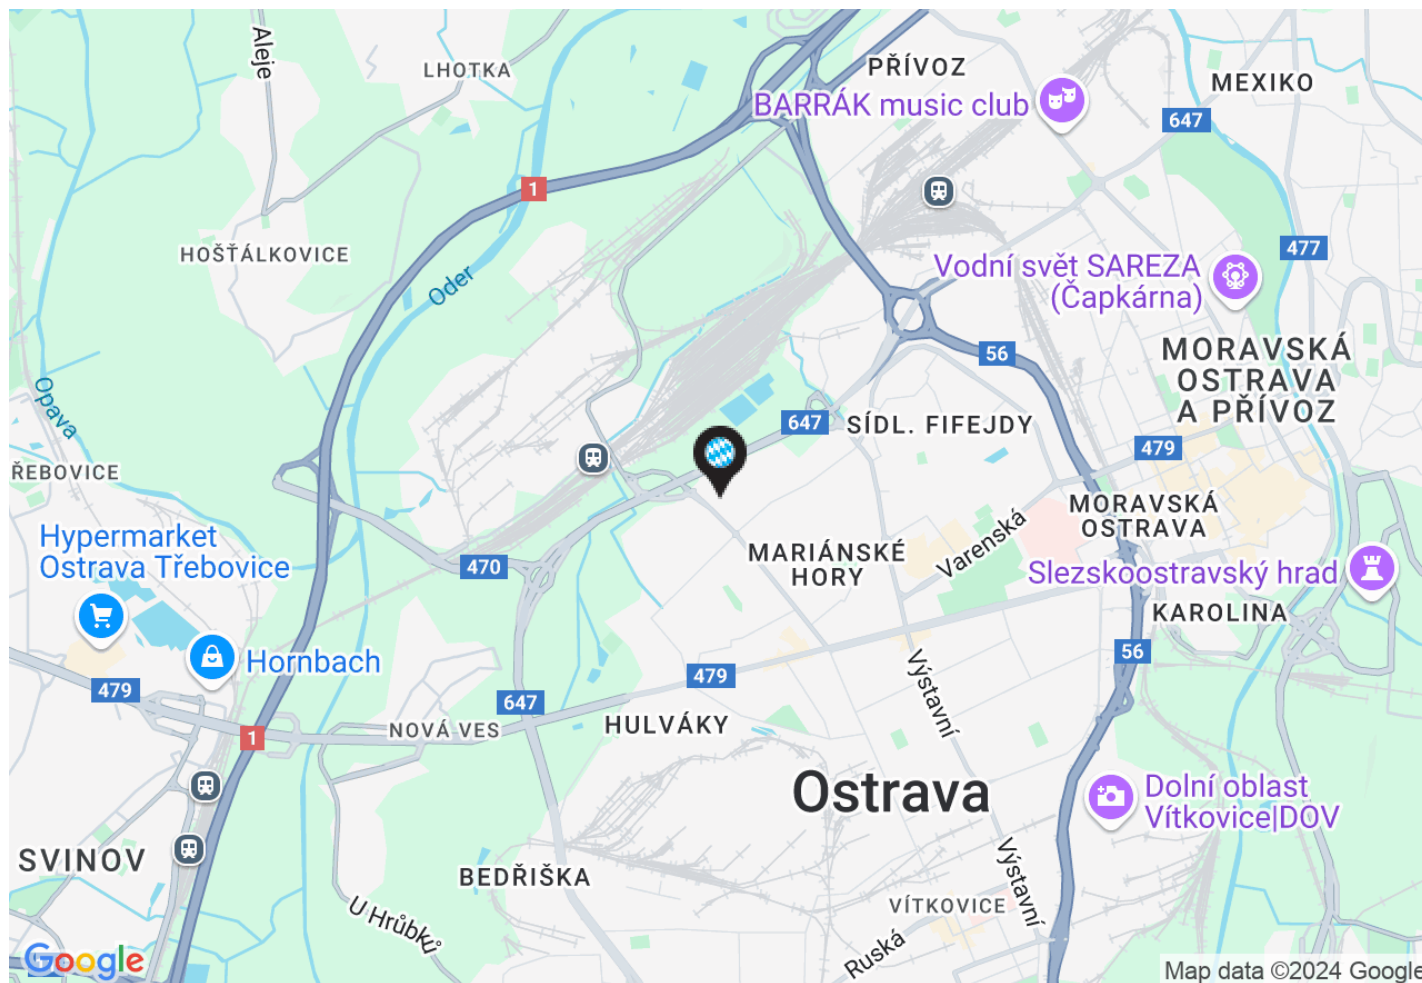 Aleje
LHOTKA
PŘÍVOZ
MEXIKO
BARRÁK music club
647
1
HOŠŤÁLKOVICE
477
Oder
Vodní svět SAREZA
(Čapkárna)
56
MORAVSKÁ
OSTRAVA
A PŘÍVOZ
Opava
647
SÍDL. FIFEJDY
479
ŘEBOVICE
MORAVSKÁ
OSTRAVA
Hypermarket
Ostrava Třebovice
Varenská
MARIÁNSKÉ
HORY
470
Slezskoostravský hrad
KAROLINA
Hornbach
56
479
479
647
Výstavní
NOVÁ VES
HULVÁKY
1
Ostrava
Dolní oblast
Vítkovice|DOV
SVINOV
BEDŘIŠKA
Výstavní
VÍTKOVICE
U Hrůbků
Ruská
Google
Map data ©2024 Google